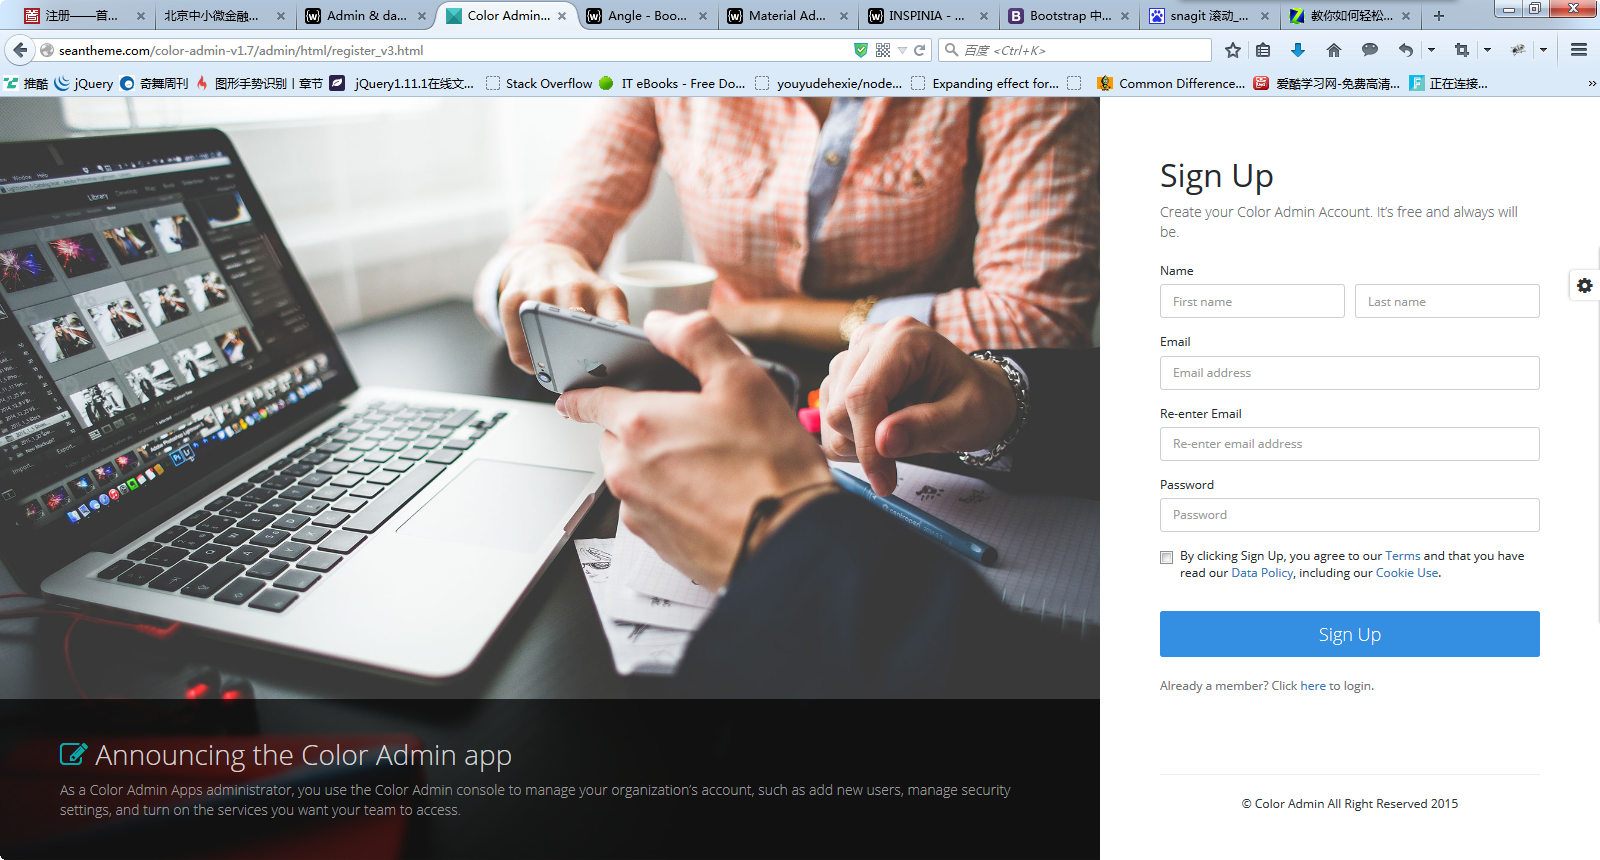 注册——首...
北京中小微金融...
Admin & da...
Color Admin...
Angle - Boo...
Material Ad...
INSPINIA - ...
Bootstrap 中...
snagit 滚动_...
教你如何轻松...
seantheme.com/color-admin-v1.7/admin/html/register_v3.html
百度 <Ctrl+K>
推酷
jQuery
奇舞周刊
图形手势识别 | 章节
jQuery1.11.1在线文...
Stack Overflow
IT eBooks - Free Do...
youyudehexie/node...
Expanding effect for...
Common Difference...
爱酷学习网-免费高清...
正在连接...
Library
Sign Up
Create your Color Admin Account. It’s free and always will
be.
Name
First name
Last name
Email
Email address
Re-enter Email
Re-enter email address
Password
Password
By clicking Sign Up, you agree to our Terms and that you have
read our Data Policy, including our Cookie Use.
Sign Up
Already a member? Click here to login.
© Color Admin All Right Reserved 2015
Announcing the Color Admin app
As a Color Admin Apps administrator, you use the Color Admin console to manage your organization’s account, such as add new users, manage security
settings, and turn on the services you want your team to access.